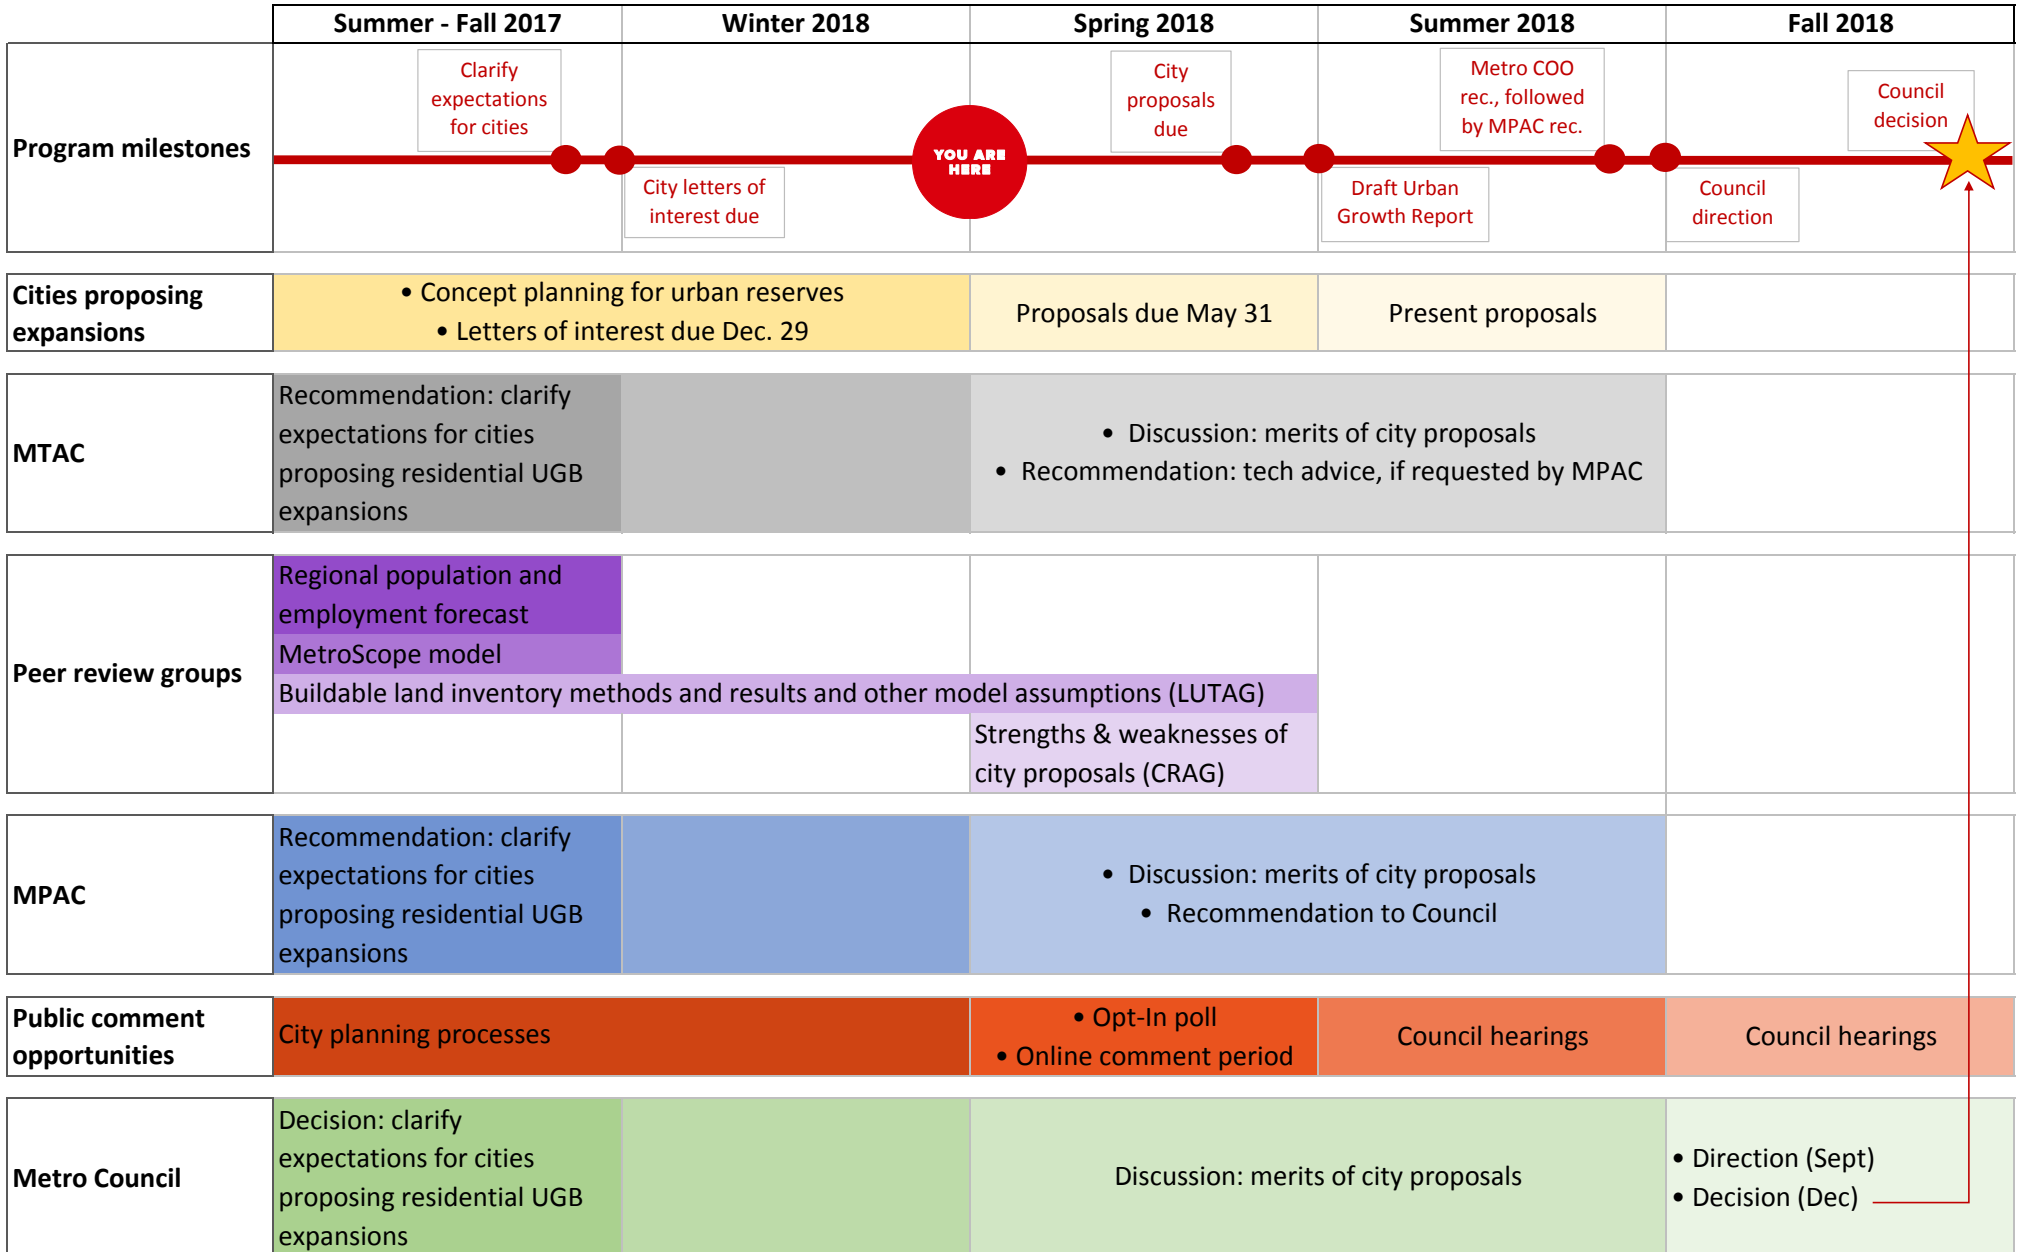 Summer - Fall 2017
Winter 2018
Spring 2018
Summer 2018
Fall 2018
Program milestones
Clarify
expectations
for cities
City letters of
interest due
YOU ARE
HERE
City
proposals
due
Draft Urban
Growth Report
Metro COO
rec., followed
by MPAC rec.
Council
direction
Council
decision
Cities proposing
expansions
• Concept planning for urban reserves
• Letters of interest due Dec. 29
Proposals due May 31
Present proposals
MTAC
Recommendation: clarify
expectations for cities
proposing residential UGB
expansions
• Discussion: merits of city proposals
• Recommendation: tech advice, if requested by MPAC
Peer review groups
Regional population and
employment forecast
MetroScope model
Buildable land inventory methods and results and other model assumptions (LUTAG)
Strengths & weaknesses of
city proposals (CRAG)
MPAC
Recommendation: clarify
expectations for cities
proposing residential UGB
expansions
• Discussion: merits of city proposals
• Recommendation to Council
Public comment
opportunities
City planning processes
• Opt-In poll
• Online comment period
Council hearings
Council hearings
Metro Council
Decision: clarify
expectations for cities
proposing residential UGB
expansions
Discussion: merits of city proposals
• Direction (Sept)
• Decision (Dec)